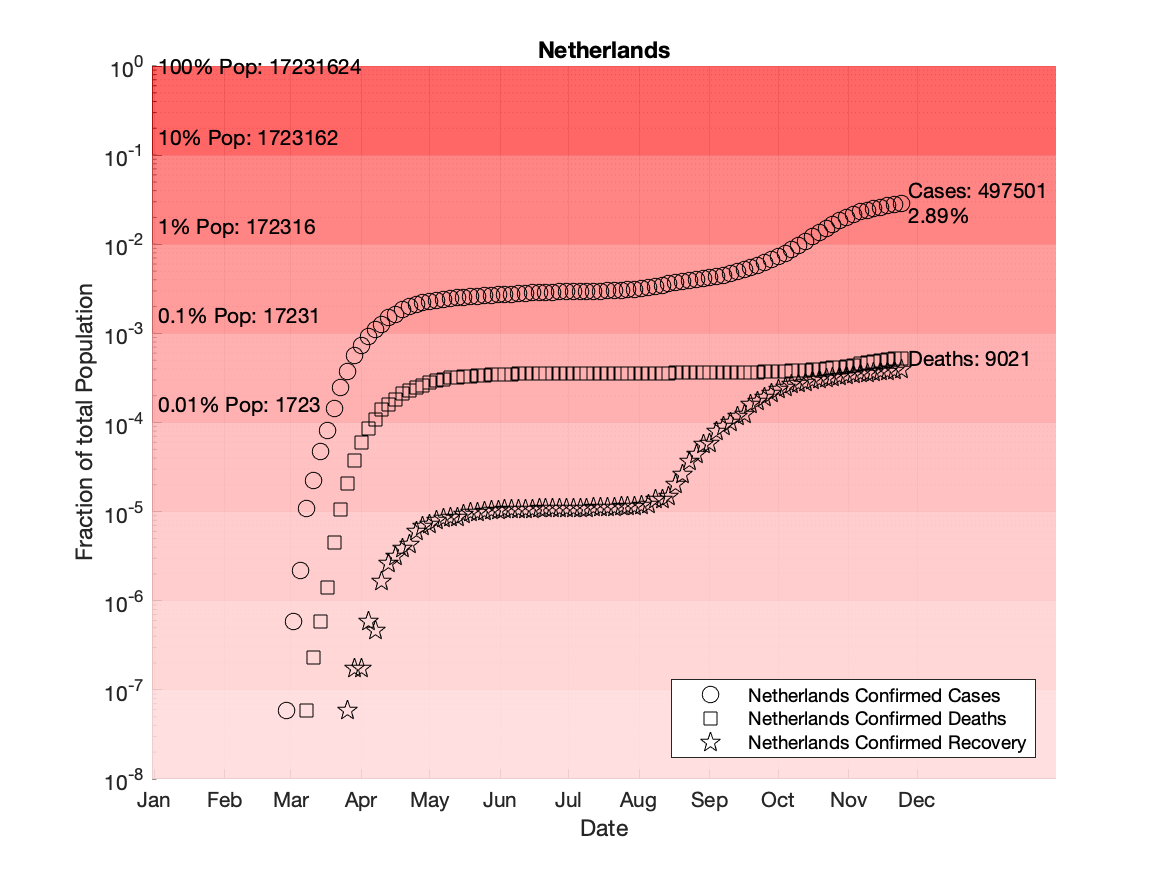 Netherlands
10^0
100% Pop: 17231624
10% Pop: 1723162
10^-1
Cases: 497501
1% Pop: 172316
2.89%
10^-2
0.1% Pop: 17231
10^-3
Deaths: 9021
0.01% Pop: 1723
10^-4
10^-5
10^-6
10^-7
10^-8
Fraction of total Population
Netherlands Confirmed Cases
Netherlands Confirmed Deaths
Netherlands Confirmed Recovery
Jan Feb Mar Apr May Jun Jul Aug Sep Oct Nov Dec
Date